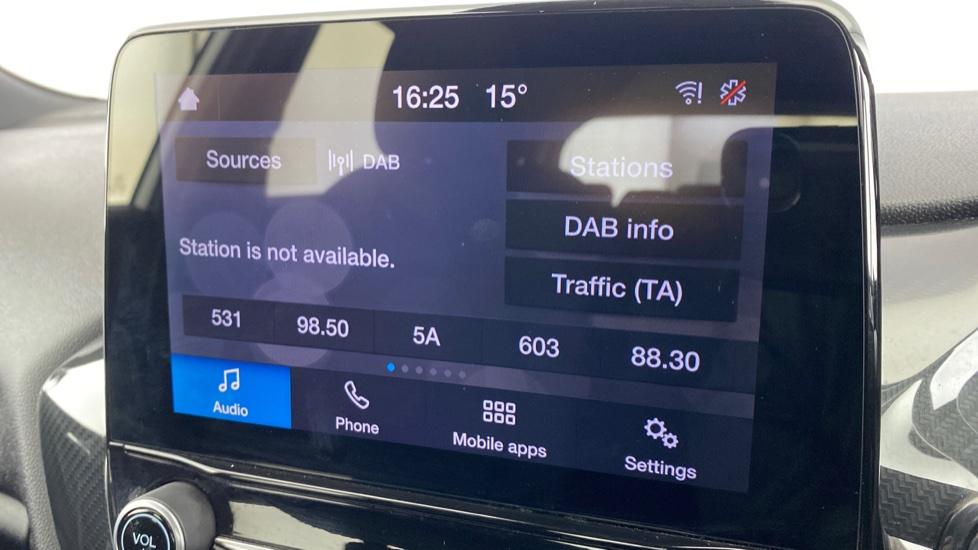 16:25 15°
Sources DAB Stations
DAB info
Station is not available.
Traffic (TA)
531 98.50 5A 603 88.30
Audio Phone Mobile apps Settings
VOL